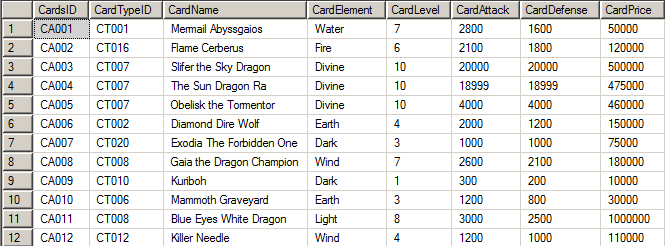 CardsID CardTypeID CardName CardElement CardLevel CardAttack CardDefense CardPrice
1 CA001 CT001 Mermail Abyssgaios Water 7 2800 1600 50000
2 CA002 CT016 Flame Cerberus Fire 6 2100 1800 120000
3 CA003 CT007 Slifer the Sky Dragon Divine 10 20000 20000 500000
4 CA004 CT007 The Sun Dragon Ra Divine 10 18999 18999 475000
5 CA005 CT007 Obelisk the Tormentor Divine 10 4000 4000 460000
6 CA006 CT002 Diamond Dire Wolf Earth 4 2000 1200 150000
7 CA007 CT020 Exodia The Forbidden One Dark 3 1000 1000 75000
8 CA008 CT008 Gaia the Dragon Champion Wind 7 2600 2100 180000
9 CA009 CT010 Kuriboh Dark 1 300 200 10000
10 CA010 CT006 Mammoth Graveyard Earth 3 1200 800 30000
11 CA011 CT008 Blue Eyes White Dragon Light 8 3000 2500 1000000
12 CA012 CT012 Killer Needle Wind 4 1200 1000 110000